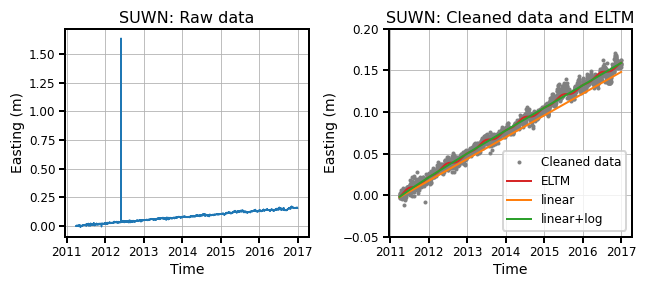 SUWN: Raw data
Easting (m)
1.50
1.25
1.00
0.75
0.50
0.25
0.00
2011 2012 2013 2014 2015 2016 2017
Time
SUWN: Cleaned data and ELTM
Easting (m)
0.20
0.15
0.10
0.05
0.00
−0.05
Cleaned data
ELTM
linear
linear+log
2011 2012 2013 2014 2015 2016 2017
Time